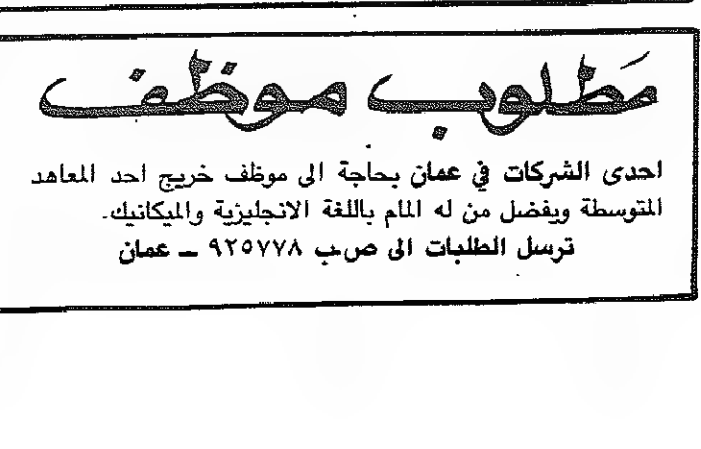 مطلوب موظف
احدى الشركات في عمان بحاجة الى موظف خريج احد المعاهد
المتوسطة ويفضل من له المام باللغة الانجليزية والميكانيك.
ترسل الطلبات الى ص.ب ٩٢٥٧٧٨ ــ عمان